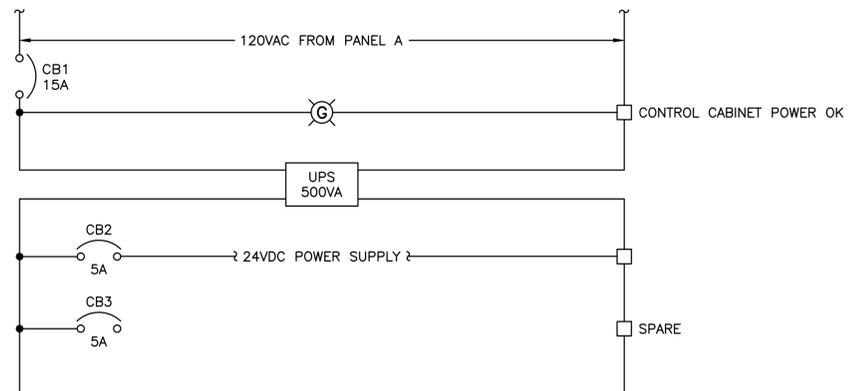 120VAC FROM PANEL A
CB1
15A
G
CONTROL CABINET POWER OK
UPS
500VA
CB2
24VDC POWER SUPPLY
5A
CB3
SPARE
5A